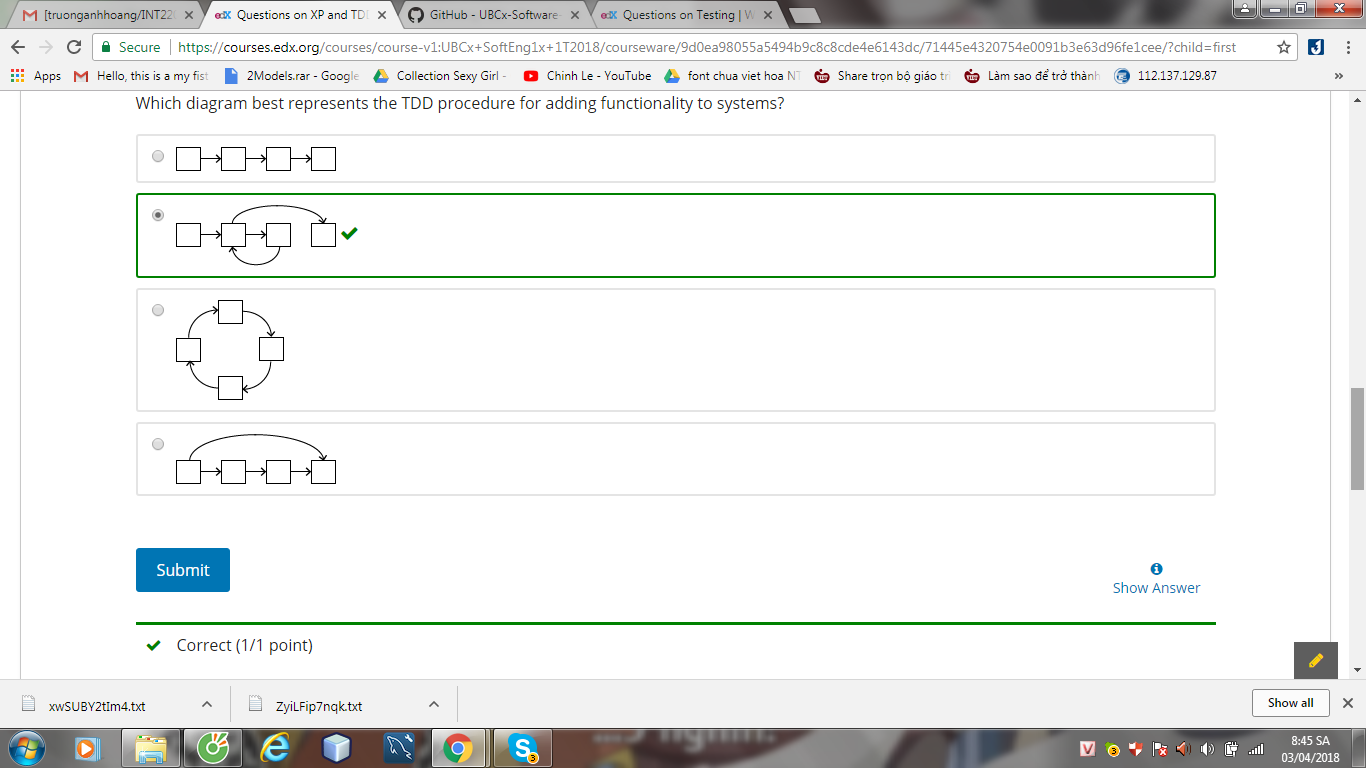 [truonganhhoang/INT22
Questions on XP and TD
GitHub - UBCx-Software-
Questions on Testing | W
Secure | https://courses.edx.org/courses/course-v1:UBCx+SoftEng1x+1T2018/courseware/9d0ea98055a5494b9c8c8cde4e6143dc/71445e4320754e0091b3e63d96fe1cee/?child=first
Apps Hello, this is a my fist 2Models.rar - Google Collection Sexy Girl - Chinh Le - YouTube font chua viet hoa NT Share trọn bộ giáo tri Làm sao để trở thành 112.137.129.87 »
Which diagram best represents the TDD procedure for adding functionality to systems?
Submit
Show Answer
Correct (1/1 point)
xwSUBY2tIm4.txt
ZyiLFip7nqk.txt
Show all
8:45 SA
03/04/2018